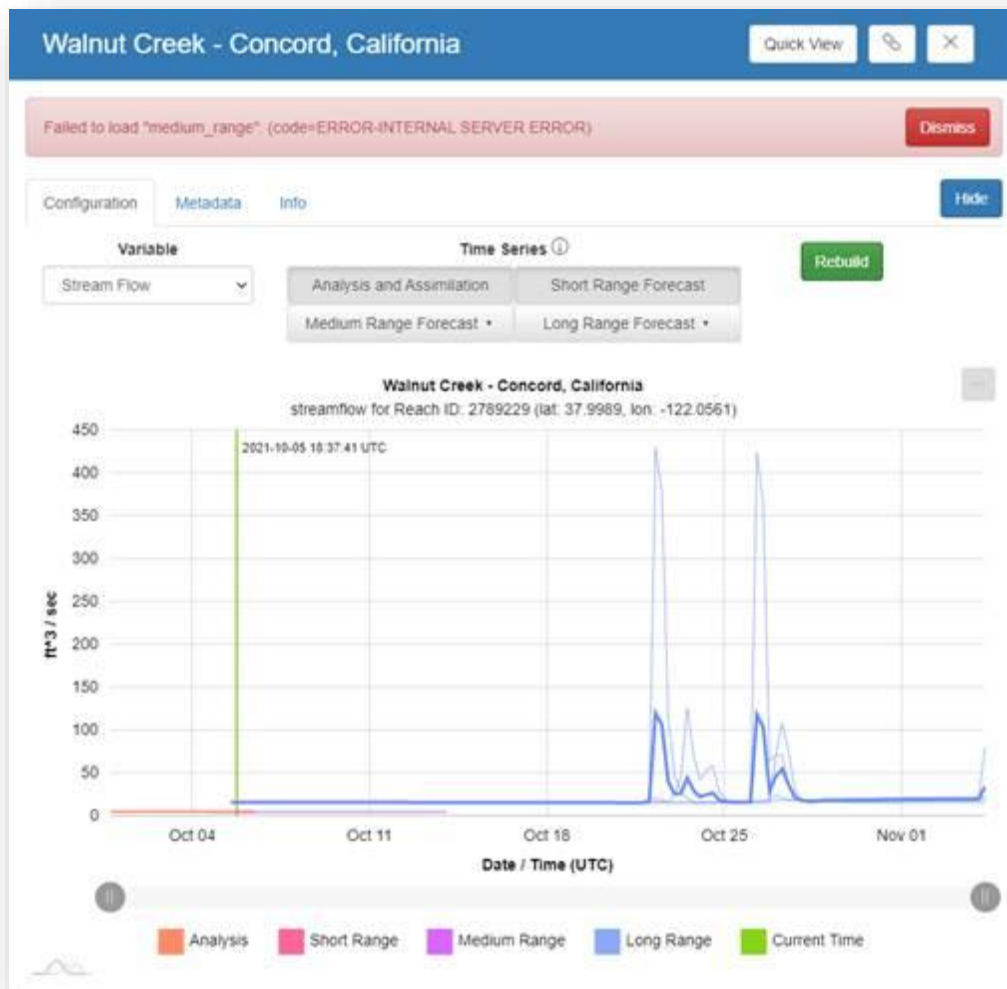 Walnut Creek - Concord, California
Quick View
Failed to load "medium_range": (code=ERROR-INTERNAL SERVER ERROR)
Dismiss
Configuration Metadata Info
Hide
Variable
Time Series
Rebuild
Stream Flow
Analysis and Assimilation Short Range Forecast
Medium Range Forecast Long Range Forecast
Walnut Creek - Concord, California
streamflow for Reach ID: 2789229 (lat: 37.9989, lon: -122.0561)
2021-10-05 18:37:41 UTC
450
400
350
300
250
200
150
100
50
0
ft^3 / sec
Oct 04 Oct 11 Oct 18 Oct 25 Nov 01
Date / Time (UTC)
Analysis Short Range Medium Range Long Range Current Time